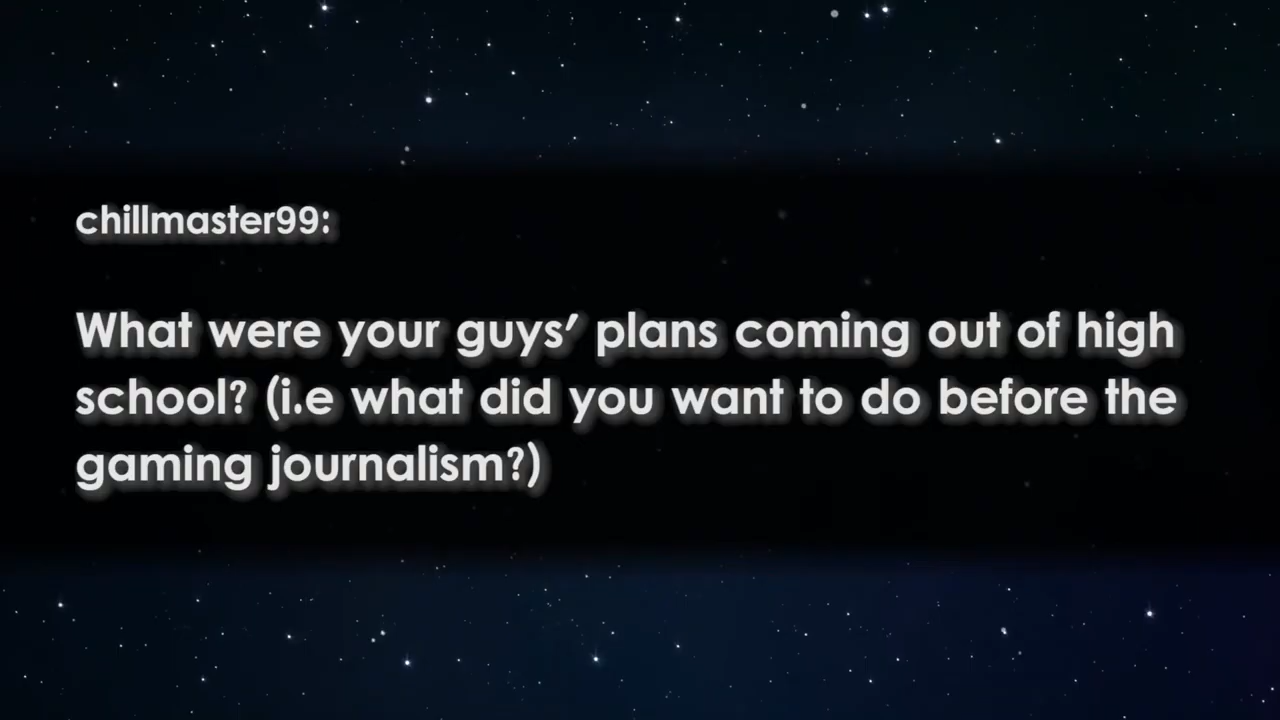 chillmaster99:
What were your guys’ plans coming out of high
school? (i.e what did you want to do before the
gaming journalism?)